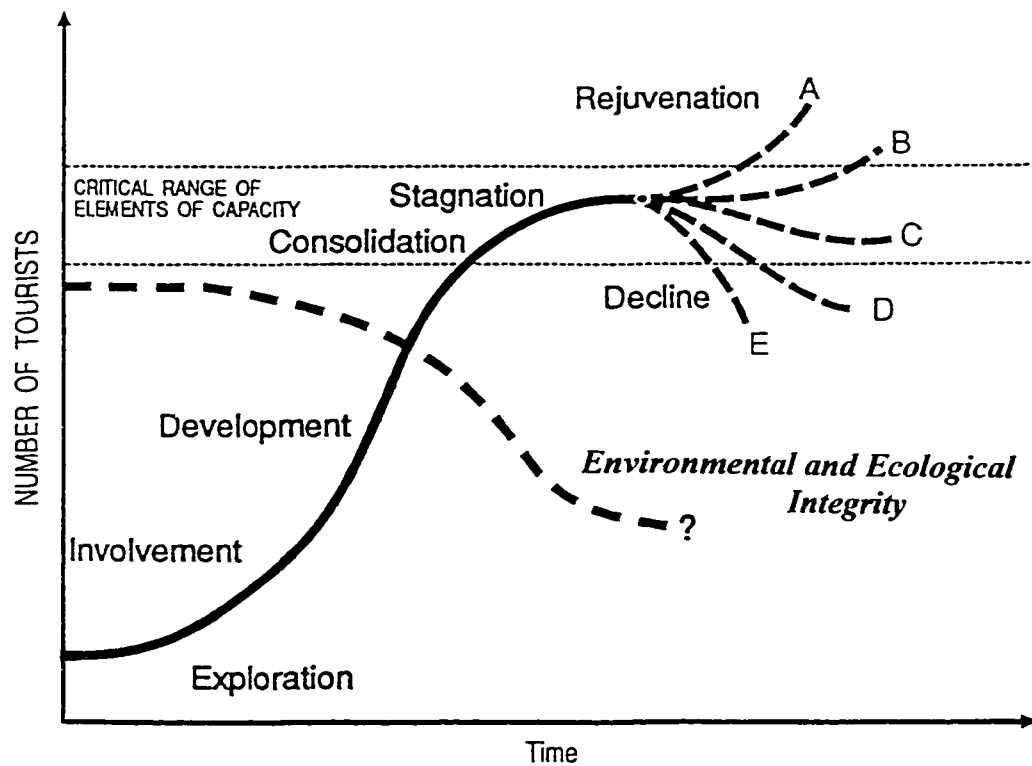 Rejuvenation
A
B
CRITICAL RANGE OF
ELEMENTS OF CAPACITY
Stagnation
Consolidation
C
Decline
D
E
NUMBER OF TOURISTS
Development
Environmental and Ecological
Integrity
?
Involvement
Exploration
Time